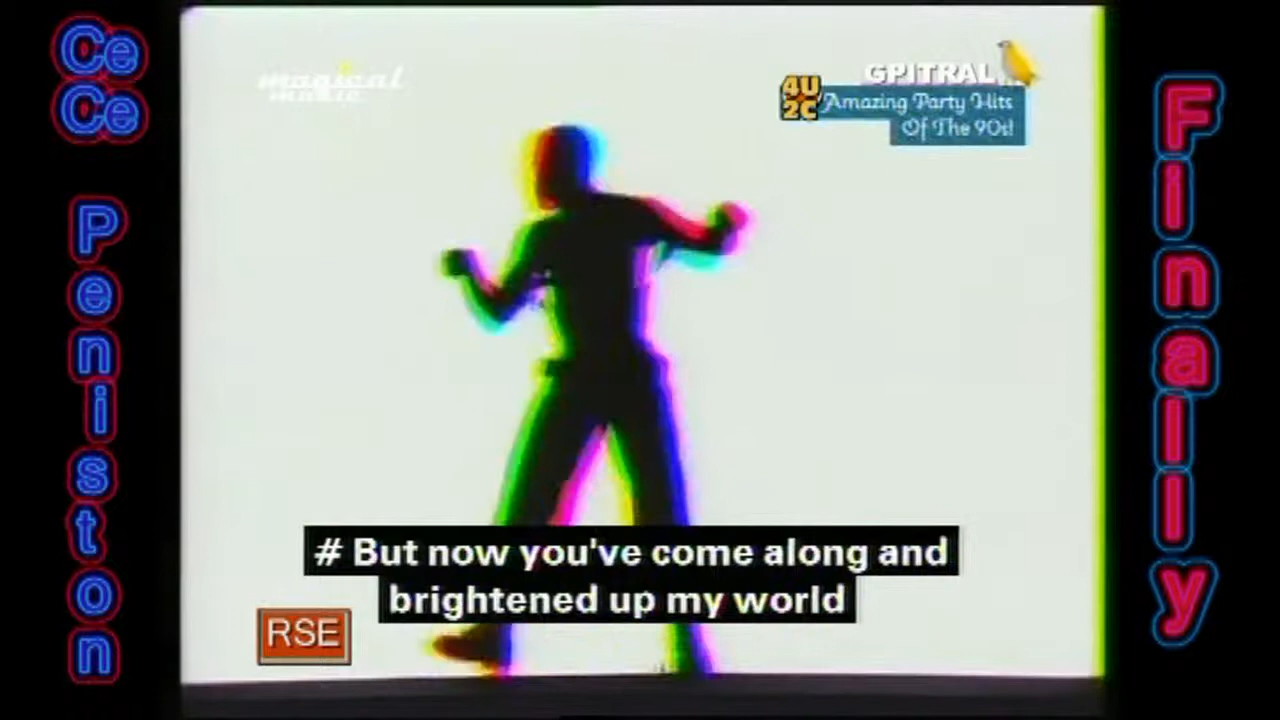 Ce
Ce
Peniston
magical
GPITRAL
4U
2C
Amazing Party Hits
Of The 90s!
Finally
# But now you've come along and
brightened up my world
RSE